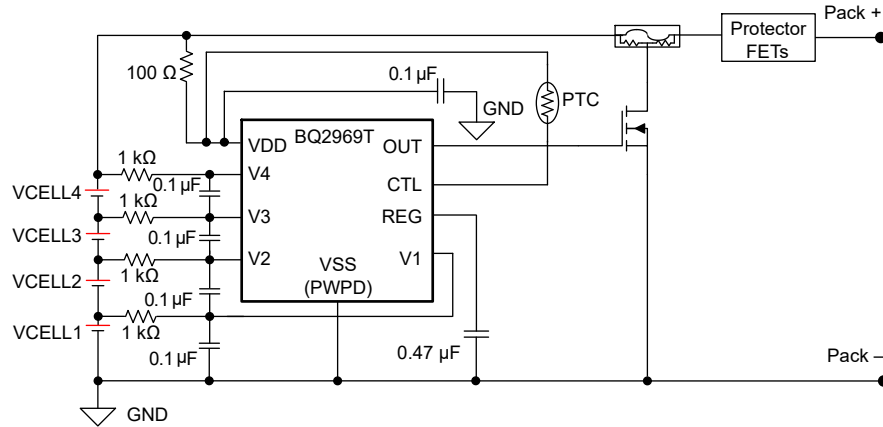 Pack +
Protector
FETs
100 Ω
0.1 µF
GND
PTC
BQ2969T
VDD
OUT
1 kΩ
V4
0.1 µF
CTL
VCELL4
1 kΩ
V3
REG
VCELL3
0.1 µF
V2
VSS
(PWPD)
V1
1 kΩ
VCELL2
0.1 µF
VCELL1
1 kΩ
0.1 µF
0.47 µF
Pack –
GND